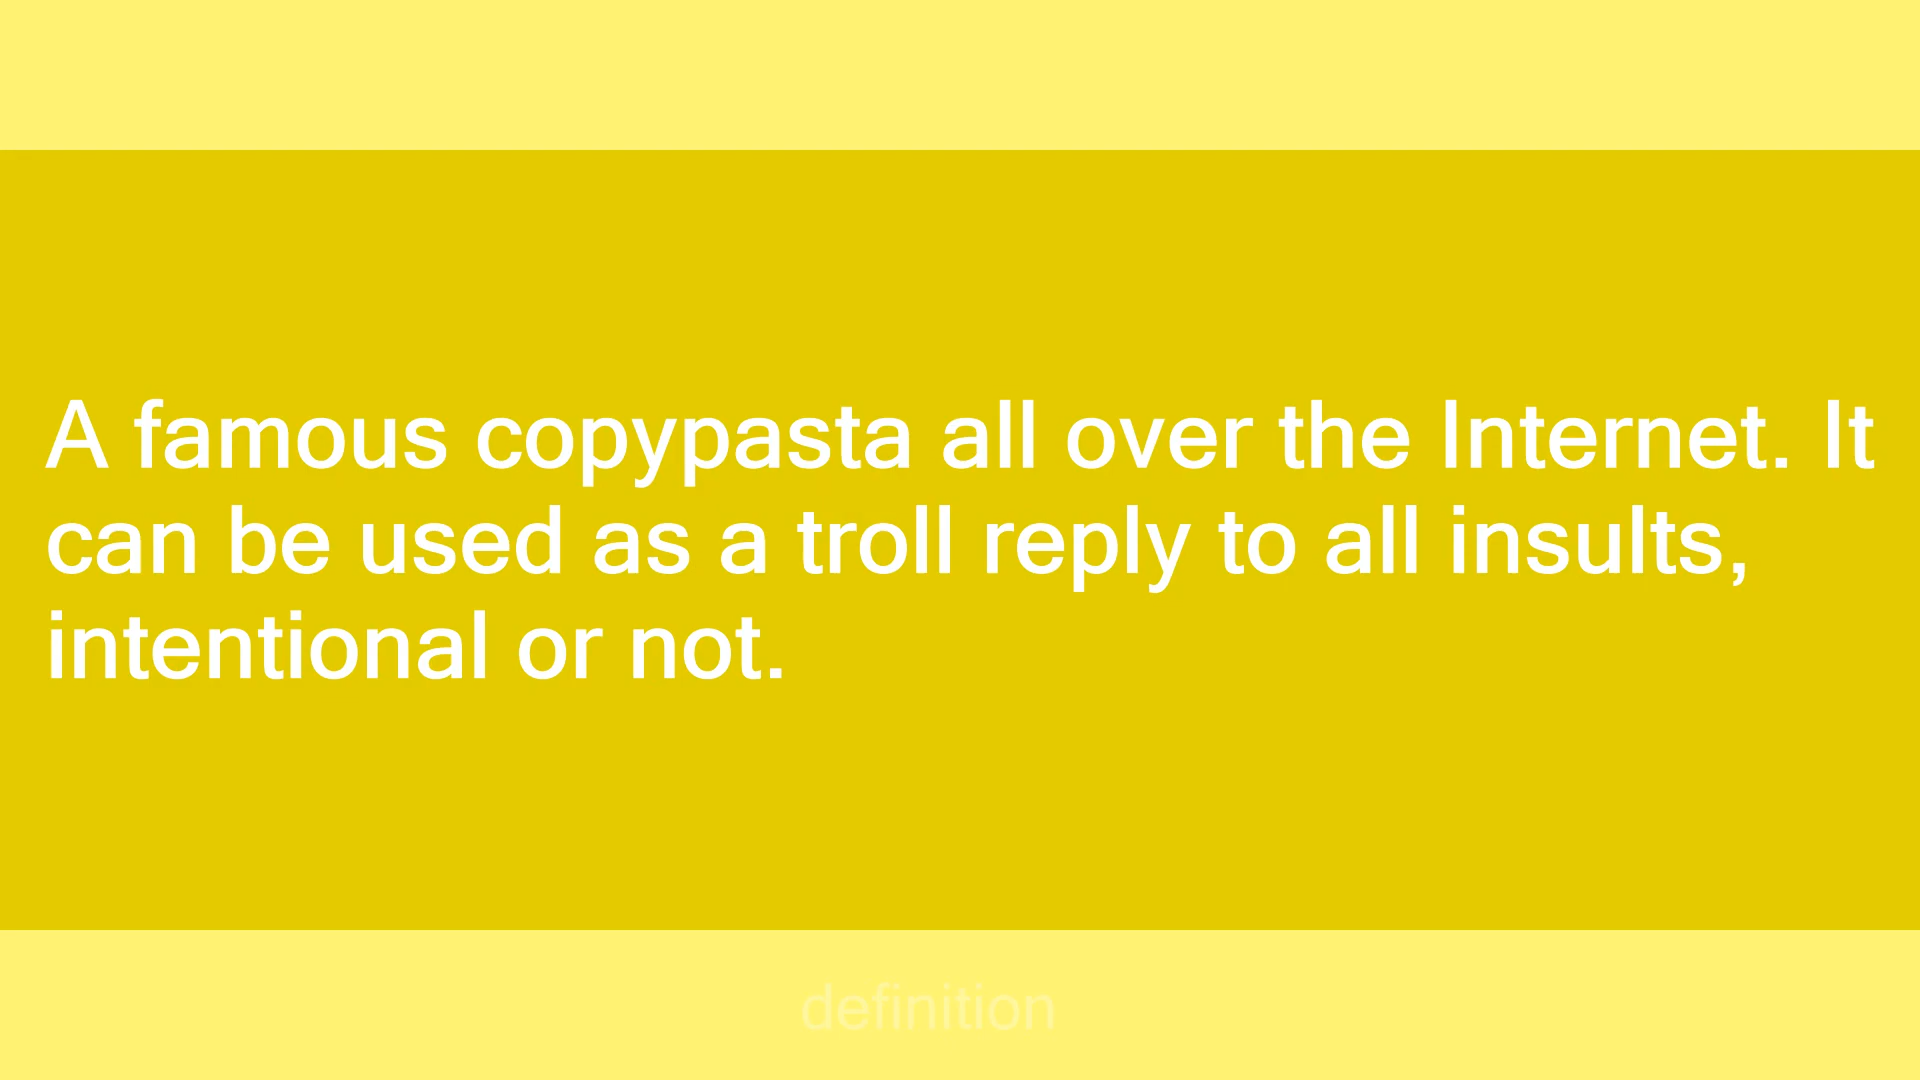 A famous copypasta all over the Internet. It
can be used as a troll reply to all insults,
intentional or not.
definition